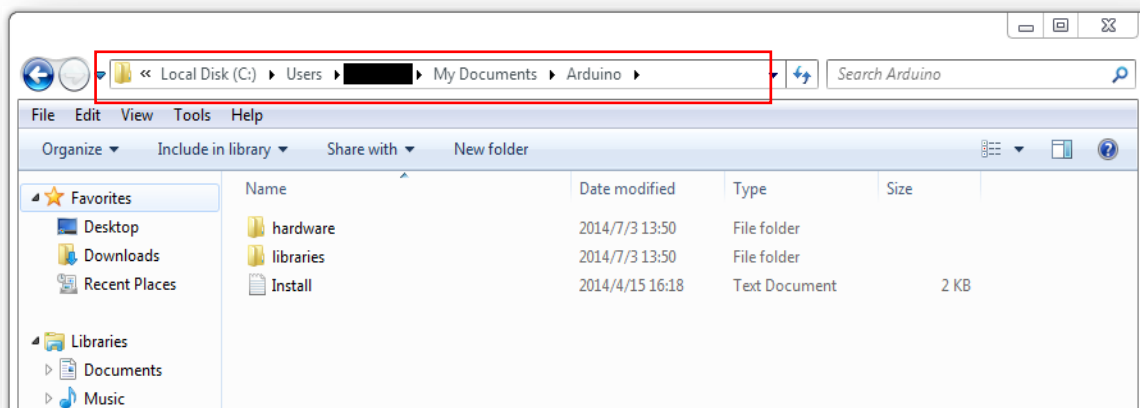 « Local Disk (C:) ▸ Users ▸ ▸ My Documents ▸ Arduino ▸ Search Arduino
File Edit View Tools Help
Organize Include in library Share with New folder
Name Date modified Type Size
Favorites
Desktop hardware 2014/7/3 13:50 File folder
Downloads libraries 2014/7/3 13:50 File folder
Recent Places Install 2014/4/15 16:18 Text Document 2 KB
Libraries
Documents
Music